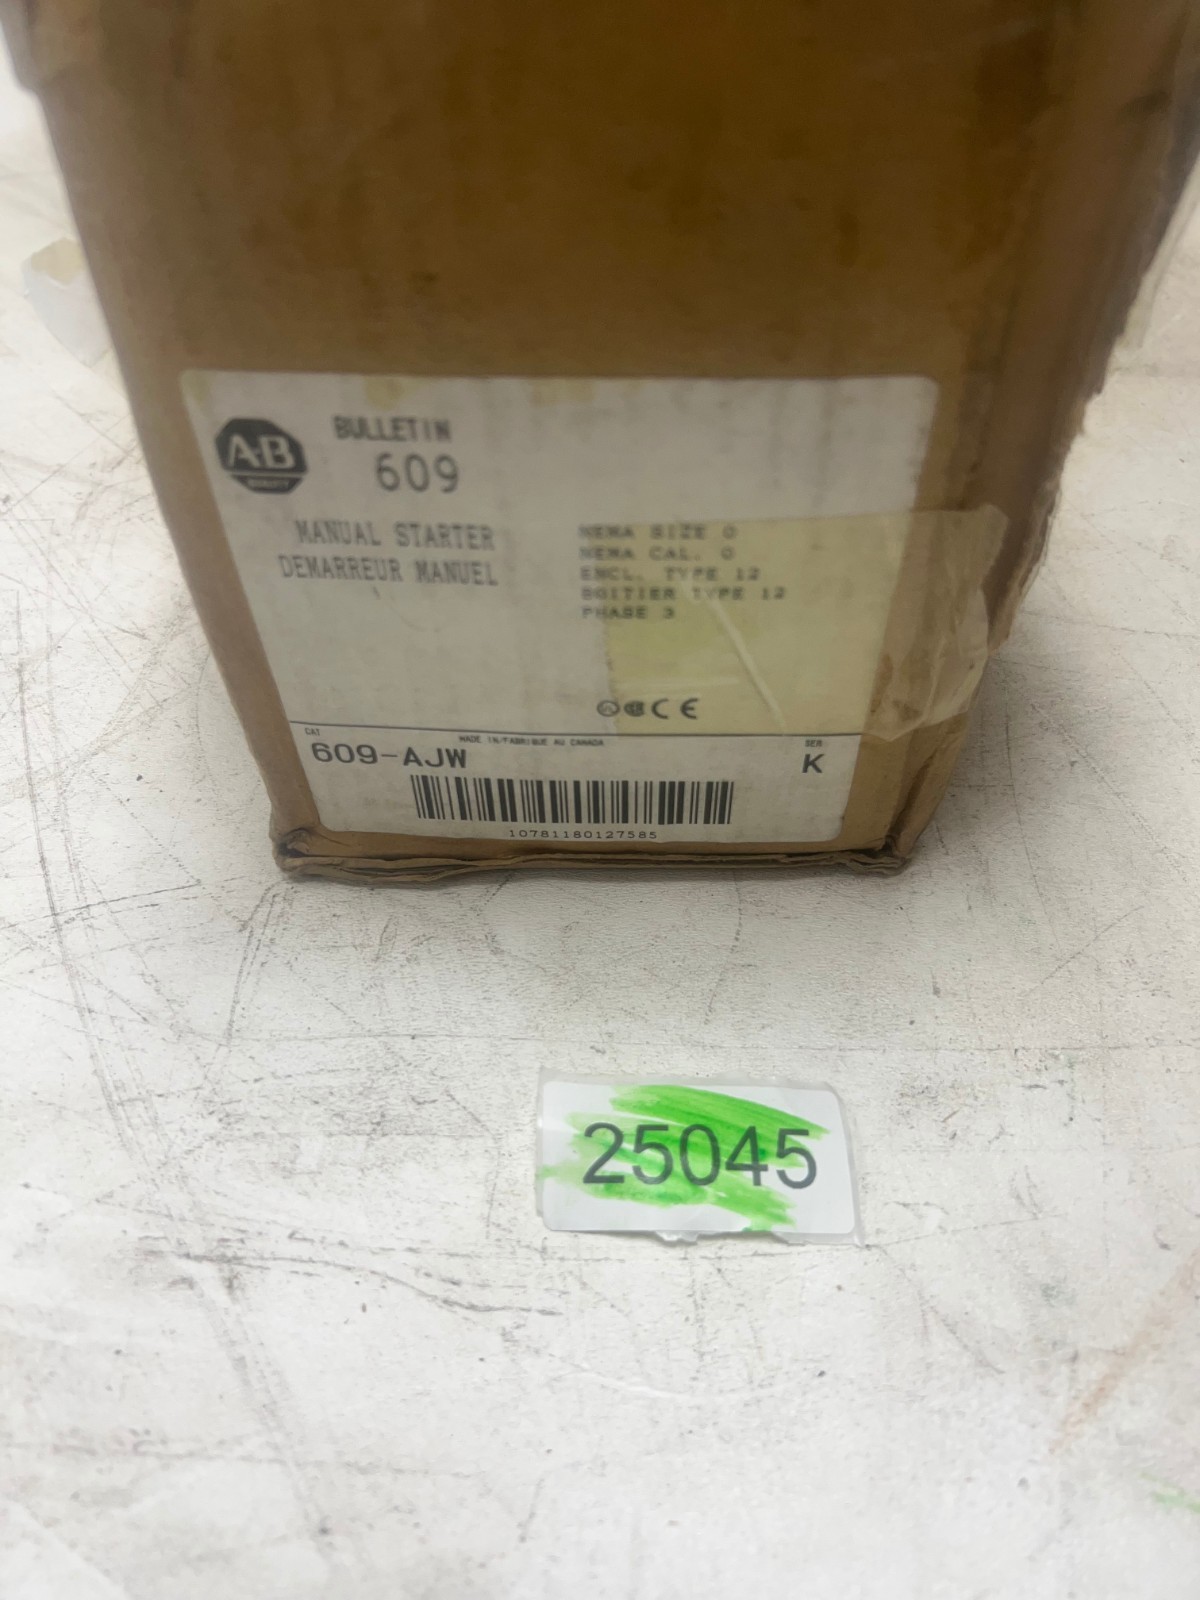 A-B
QUALITY
BULLETIN
609
MANUAL STARTER
DEMARREUR MANUEL
NEMA SIZE 0
NEMA CAL. 0
ENCL. TYPE 12
BOITIER TYPE 12
PHASE 3
CE
CAT
MADE IN/FABRIQUE AU CANADA
SER
609-AJW
K
10781180127585
25045